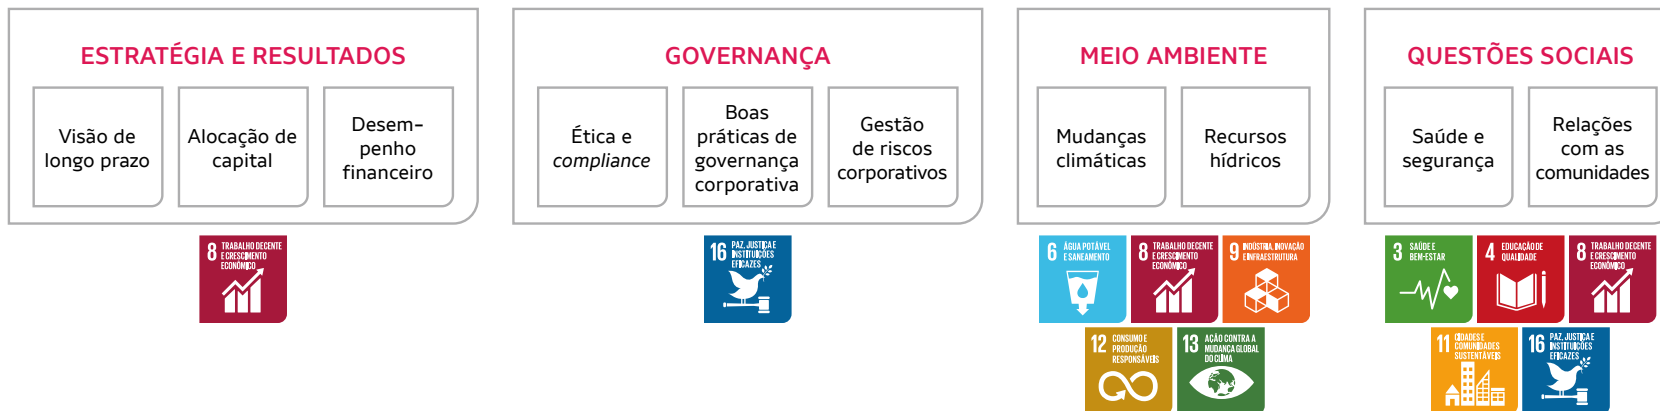 ESTRATÉGIA E RESULTADOS
Visão de
longo prazo
Alocação de
capital
Desem-
penho
financeiro
8 TRABALHO DECENTE
E CRESCIMENTO
ECONÔMICO
GOVERNANÇA
Ética e
compliance
Boas
práticas de
governança
corporativa
Gestão
de riscos
corporativos
16 PAZ, JUSTIÇA E
INSTITUIÇÕES
EFICAZES
MEIO AMBIENTE
Mudanças
climáticas
Recursos
hídricos
6 ÁGUA POTÁVEL
E SANEAMENTO
8 TRABALHO DECENTE
E CRESCIMENTO
ECONÔMICO
9 INDÚSTRIA, INOVAÇÃO
E INFRAESTRUTURA
12 CONSUMO E
PRODUÇÃO
RESPONSÁVEIS
13 AÇÃO CONTRA A
MUDANÇA GLOBAL
DO CLIMA
QUESTÕES SOCIAIS
Saúde e
segurança
Relações
com as
comunidades
3 SAÚDE E
BEM-ESTAR
4 EDUCAÇÃO DE
QUALIDADE
8 TRABALHO DECENTE
E CRESCIMENTO
ECONÔMICO
11 CIDADES E
COMUNIDADES
SUSTENTÁVEIS
16 PAZ, JUSTIÇA E
INSTITUIÇÕES
EFICAZES